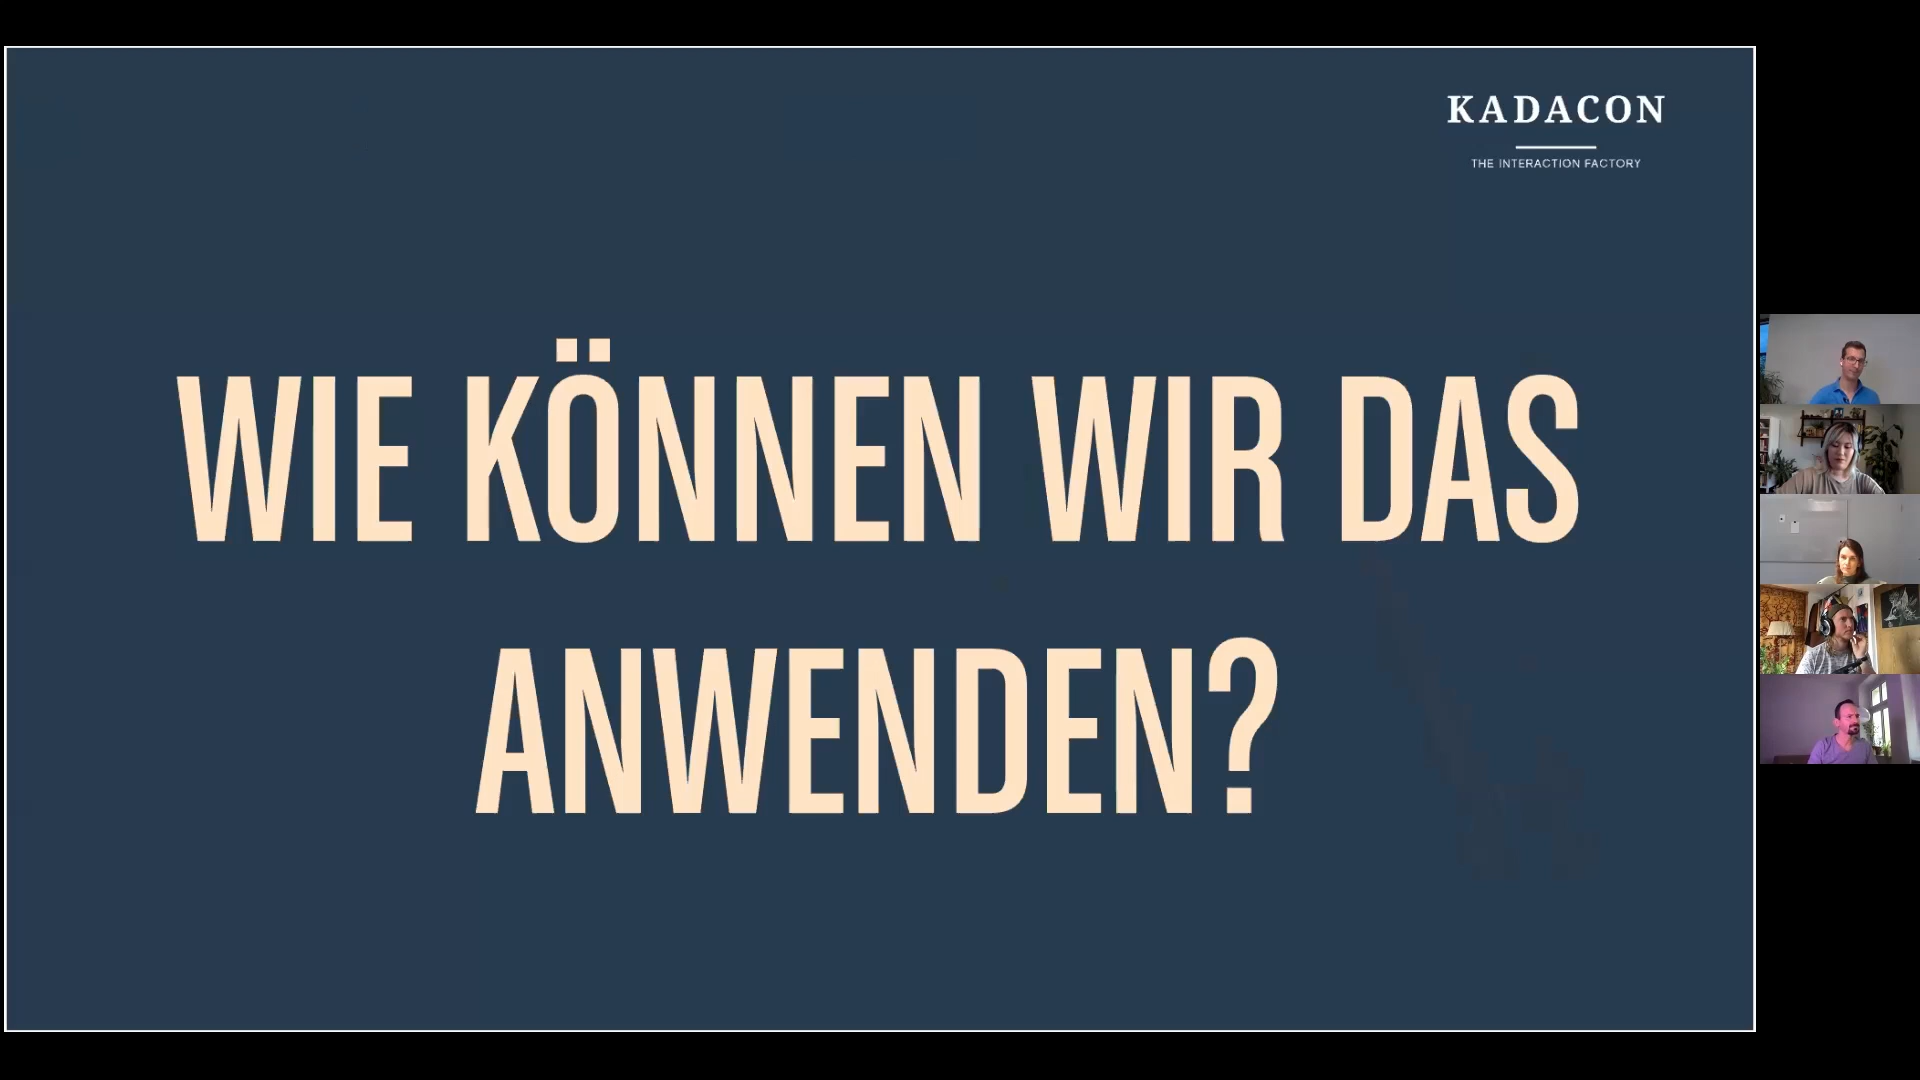 KADACON
THE INTERACTION FACTORY
WIE KÖNNEN WIR DAS
ANWENDEN?